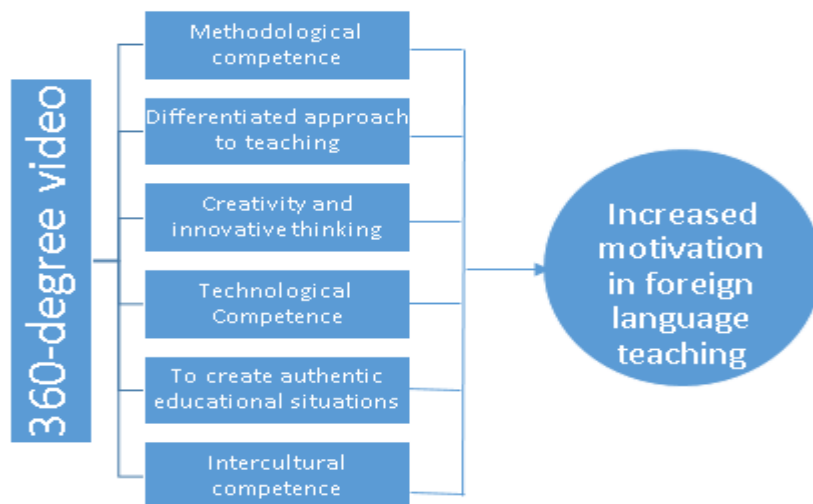 360-degree video
Methodological
competence
Differentiated approach
to teaching
Creativity and
innovative thinking
Technological
Competence
To create authentic
educational situations
Intercultural
competence
Increased
motivation
in foreign
language
teaching